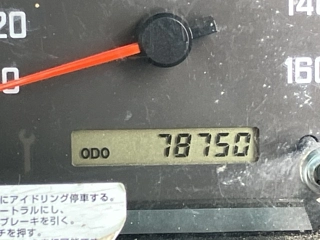 20
140
160
ODO 78750
にアイドリング停車する。
ートラルにし、
ブレーキを引く。
チを押す。